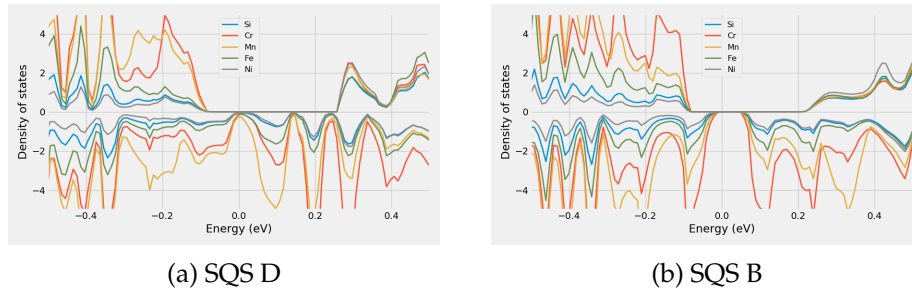 Density of states
4
2
0
−2
−4
Si
Cr
Mn
Fe
Ni
−0.4
−0.2
0.0
0.2
0.4
Energy (eV)
(a) SQS D
Density of states
4
2
0
−2
−4
Si
Cr
Mn
Fe
Ni
−0.4
−0.2
0.0
0.2
0.4
Energy (eV)
(b) SQS B